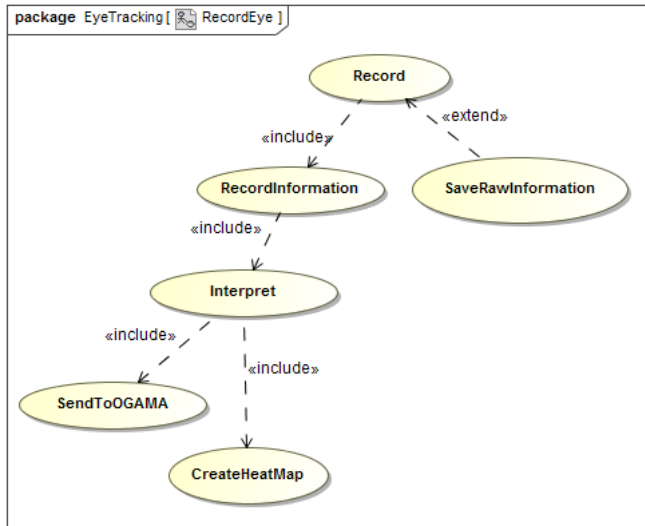 package EyeTracking [ RecordEye ]
Record
«extend»
«include»
RecordInformation
SaveRawInformation
«include»
Interpret
«include»
«include»
SendToOGAMA
CreateHeatMap